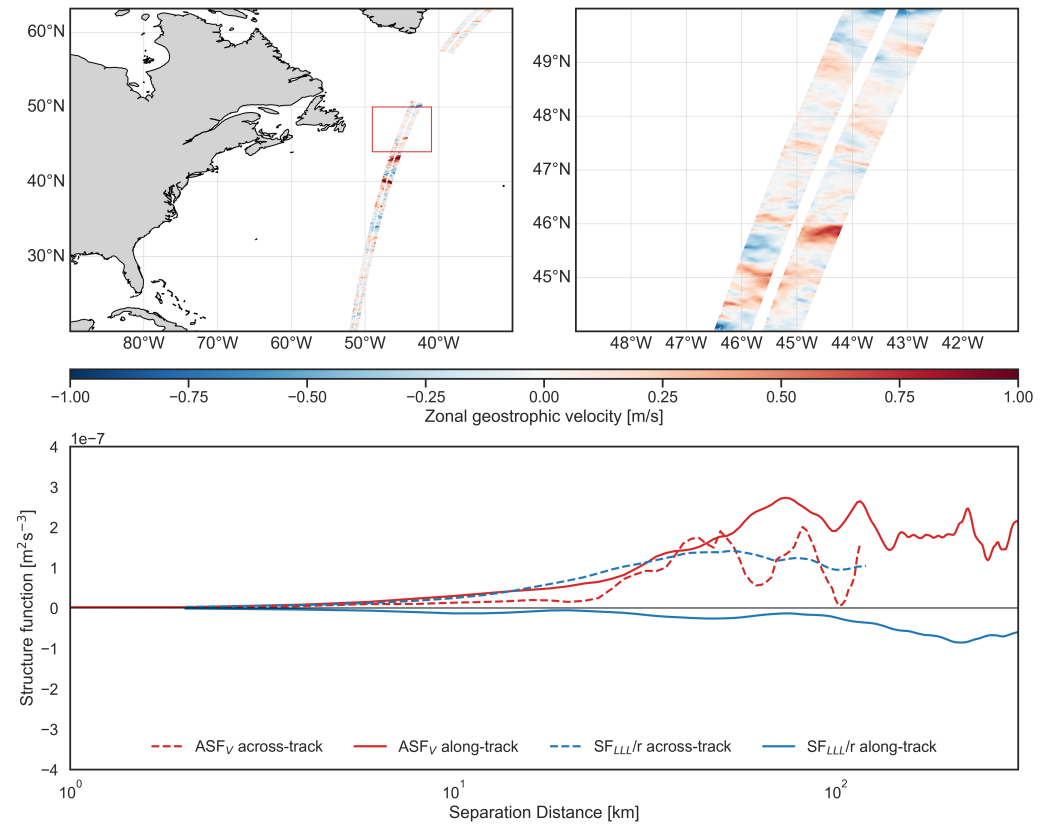 60°N
50°N
40°N
30°N
80°W 70°W 60°W 50°W 40°W
49°N
48°N
47°N
46°N
45°N
48°W 47°W 46°W 45°W 44°W 43°W 42°W
−1.00 −0.75 −0.50 −0.25 0.00 0.25 0.50 0.75 1.00
Zonal geostrophic velocity [m/s]
1e−7
4
3
2
1
0
−1
−2
−3
−4
Structure function [m²s⁻³]
ASF_V across-track ASF_V along-track SF_LLL/r across-track SF_LLL/r along-track
10⁰ 10¹ 10²
Separation Distance [km]